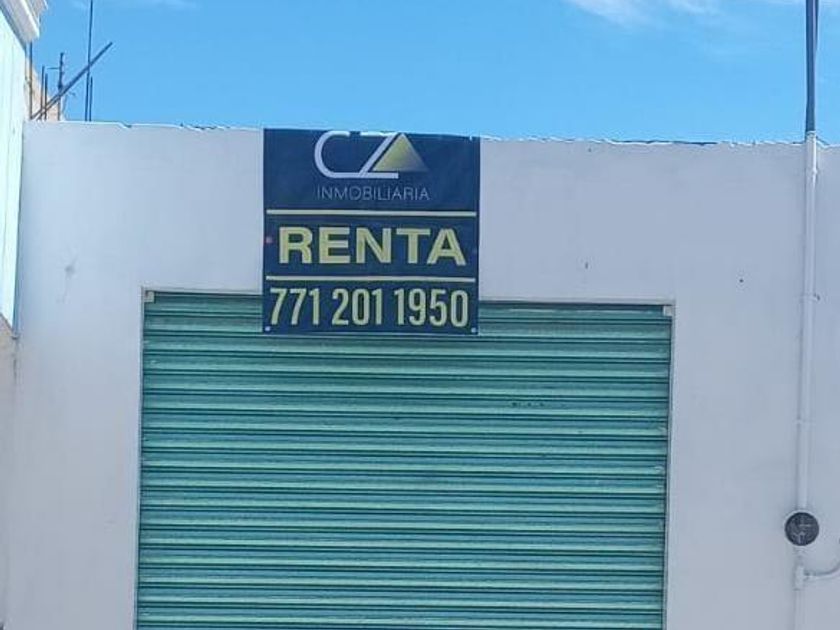 CZ
INMOBILIARIA
RENTA
771 201 1950